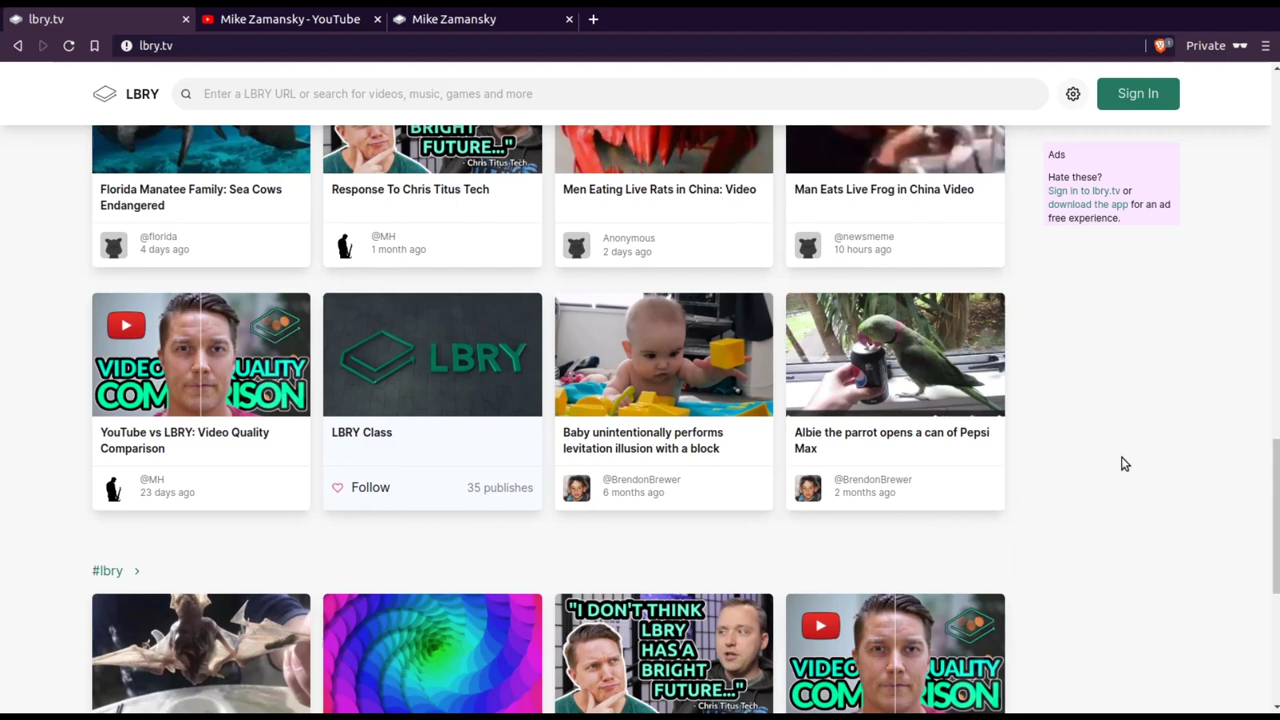 lbry.tv
Mike Zamansky - YouTube
Mike Zamansky
lbry.tv
1
Private
LBRY
Enter a LBRY URL or search for videos, music, games and more
Sign In
BRIGHT
FUTURE..."
- Chris Titus Tech
Florida Manatee Family: Sea Cows
Endangered
@florida
4 days ago
Response To Chris Titus Tech
@MH
1 month ago
Men Eating Live Rats in China: Video
Anonymous
2 days ago
Man Eats Live Frog in China Video
@newsmeme
10 hours ago
Ads
Hate these?
Sign in to lbry.tv or
download the app for an ad
free experience.
VIDEO QUALITY
COMPARISON
YouTube vs LBRY: Video Quality
Comparison
@MH
23 days ago
LBRY
LBRY Class
Follow
35 publishes
Baby unintentionally performs
levitation illusion with a block
@BrendonBrewer
6 months ago
Albie the parrot opens a can of Pepsi
Max
@BrendonBrewer
2 months ago
#lbry
"I DON'T THINK
LBRY
HAS A
BRIGHT
FUTURE..."
- Chris Titus Tech
VIDEO QUALITY
COMPARISON